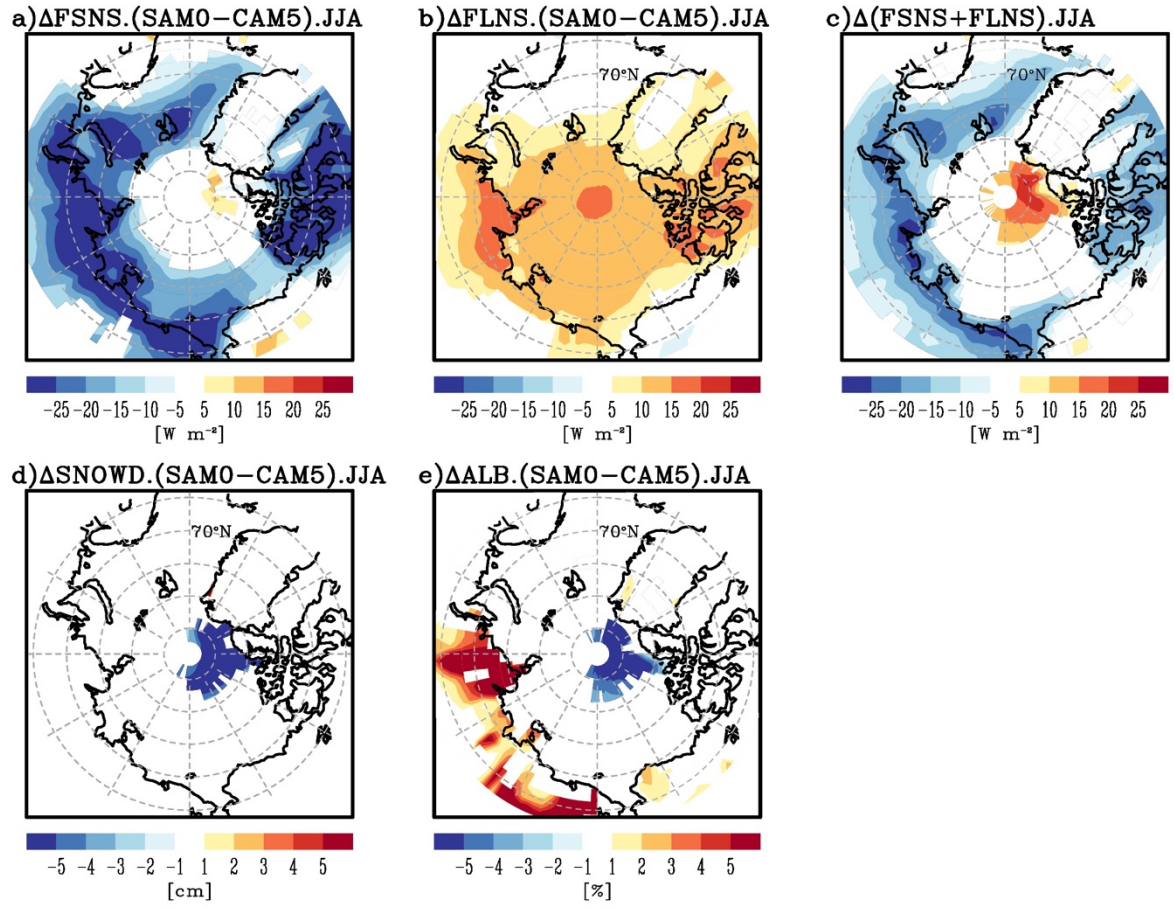 a)ΔFSNS.(SAM0−CAM5).JJA
b)ΔFLNS.(SAM0−CAM5).JJA
c)Δ(FSNS+FLNS).JJA
70°N
70°N
-25 -20 -15 -10 -5 5 10 15 20 25
[W m⁻²]
-25 -20 -15 -10 -5 5 10 15 20 25
[W m⁻²]
-25 -20 -15 -10 -5 5 10 15 20 25
[W m⁻²]
d)ΔSNOWD.(SAM0−CAM5).JJA
e)ΔALB.(SAM0−CAM5).JJA
70°N
70°N
-5 -4 -3 -2 -1 1 2 3 4 5
[cm]
-5 -4 -3 -2 -1 1 2 3 4 5
[%]